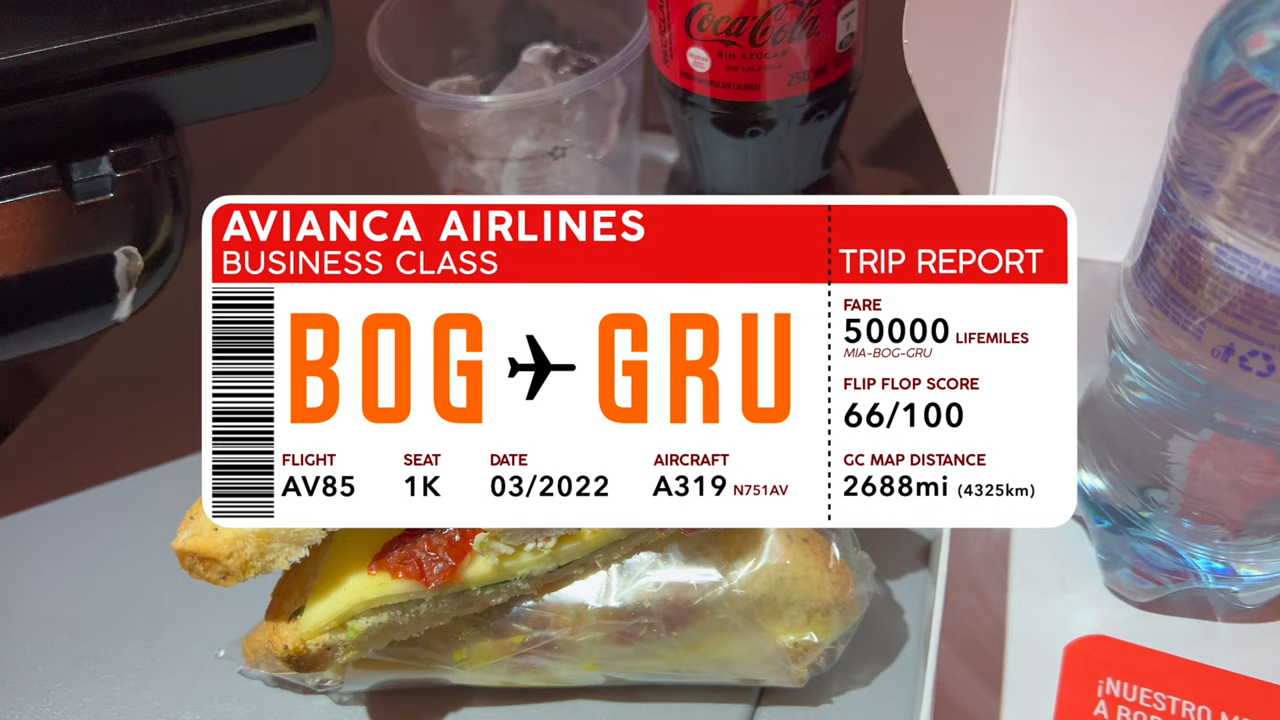 Coca-Cola
SIN AZÚCAR
250
AVIANCA AIRLINES
BUSINESS CLASS
TRIP REPORT
BOG GRU
FARE
50000 LIFEMILES
MIA-BOG-GRU
FLIP FLOP SCORE
66/100
FLIGHT SEAT DATE AIRCRAFT
AV85 1K 03/2022 A319 N751AV
GC MAP DISTANCE
2688mi (4325km)
¡NUESTRO
A BOR